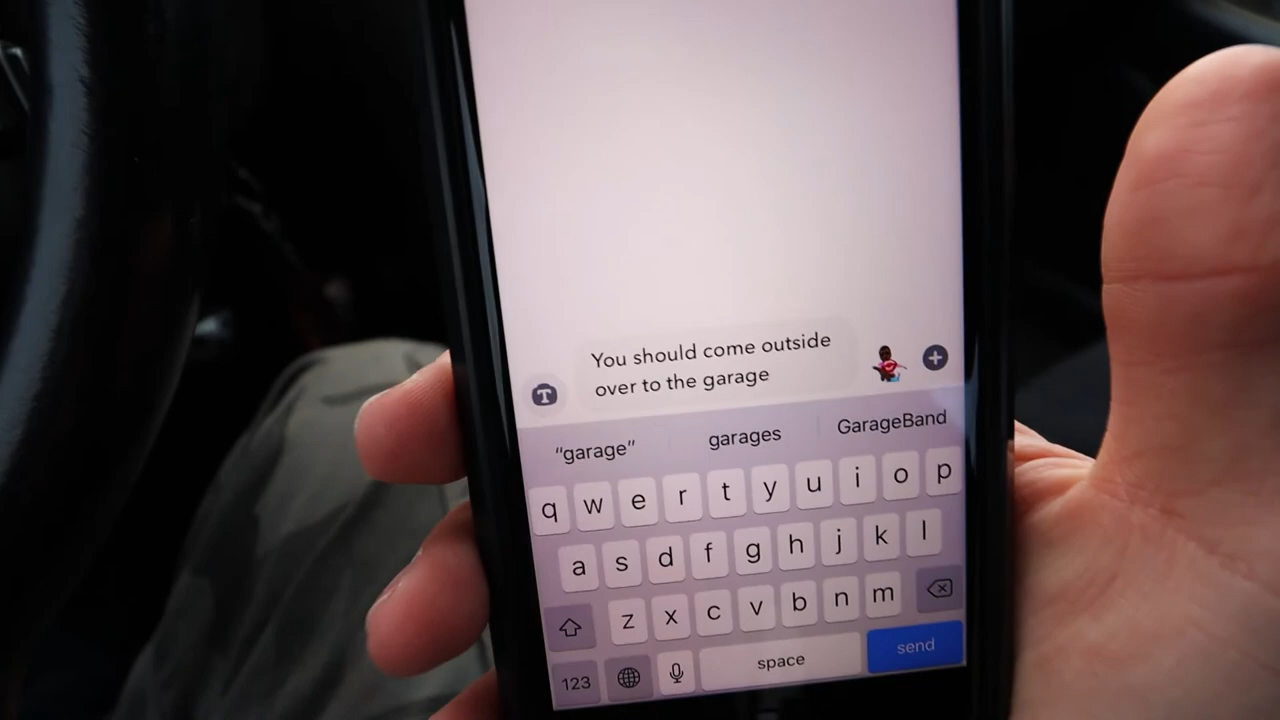 You should come outside
over to the garage
T
"garage" garages GarageBand
q w e r t y u i o p
a s d f g h j k l
z x c v b n m
123 space send